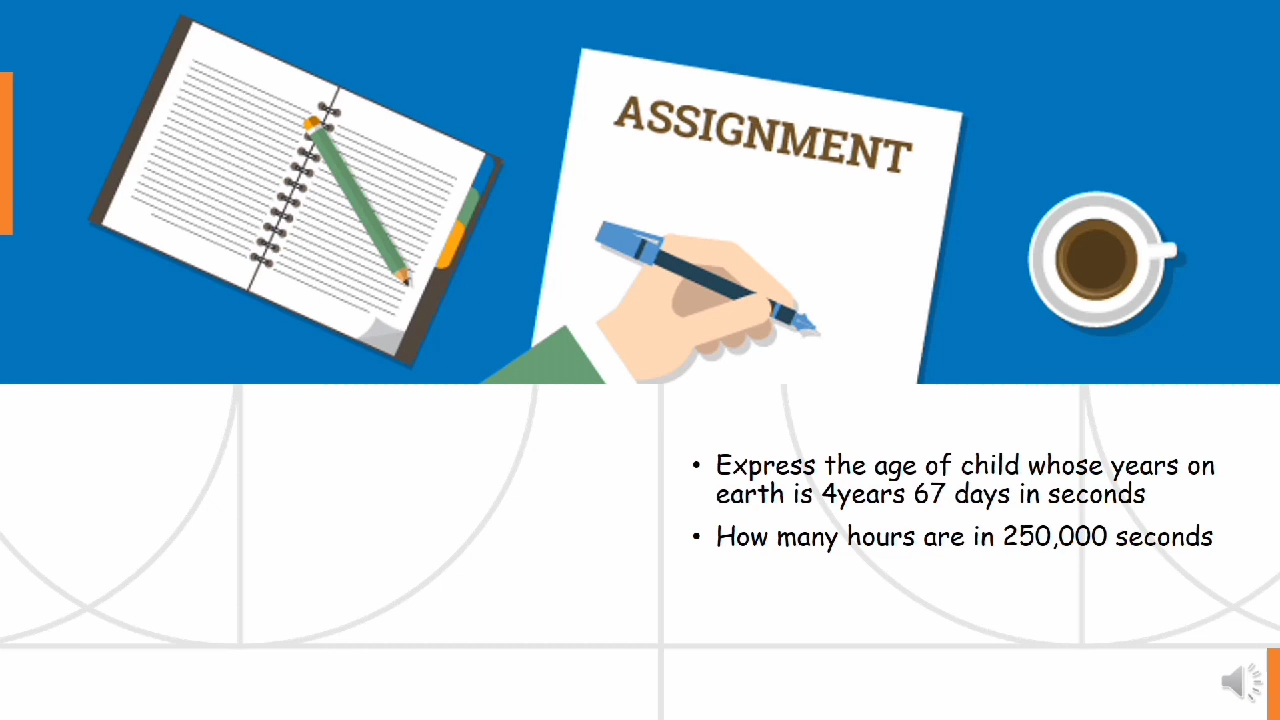 ASSIGNMENT
• Express the age of child whose years on
earth is 4years 67 days in seconds
• How many hours are in 250,000 seconds